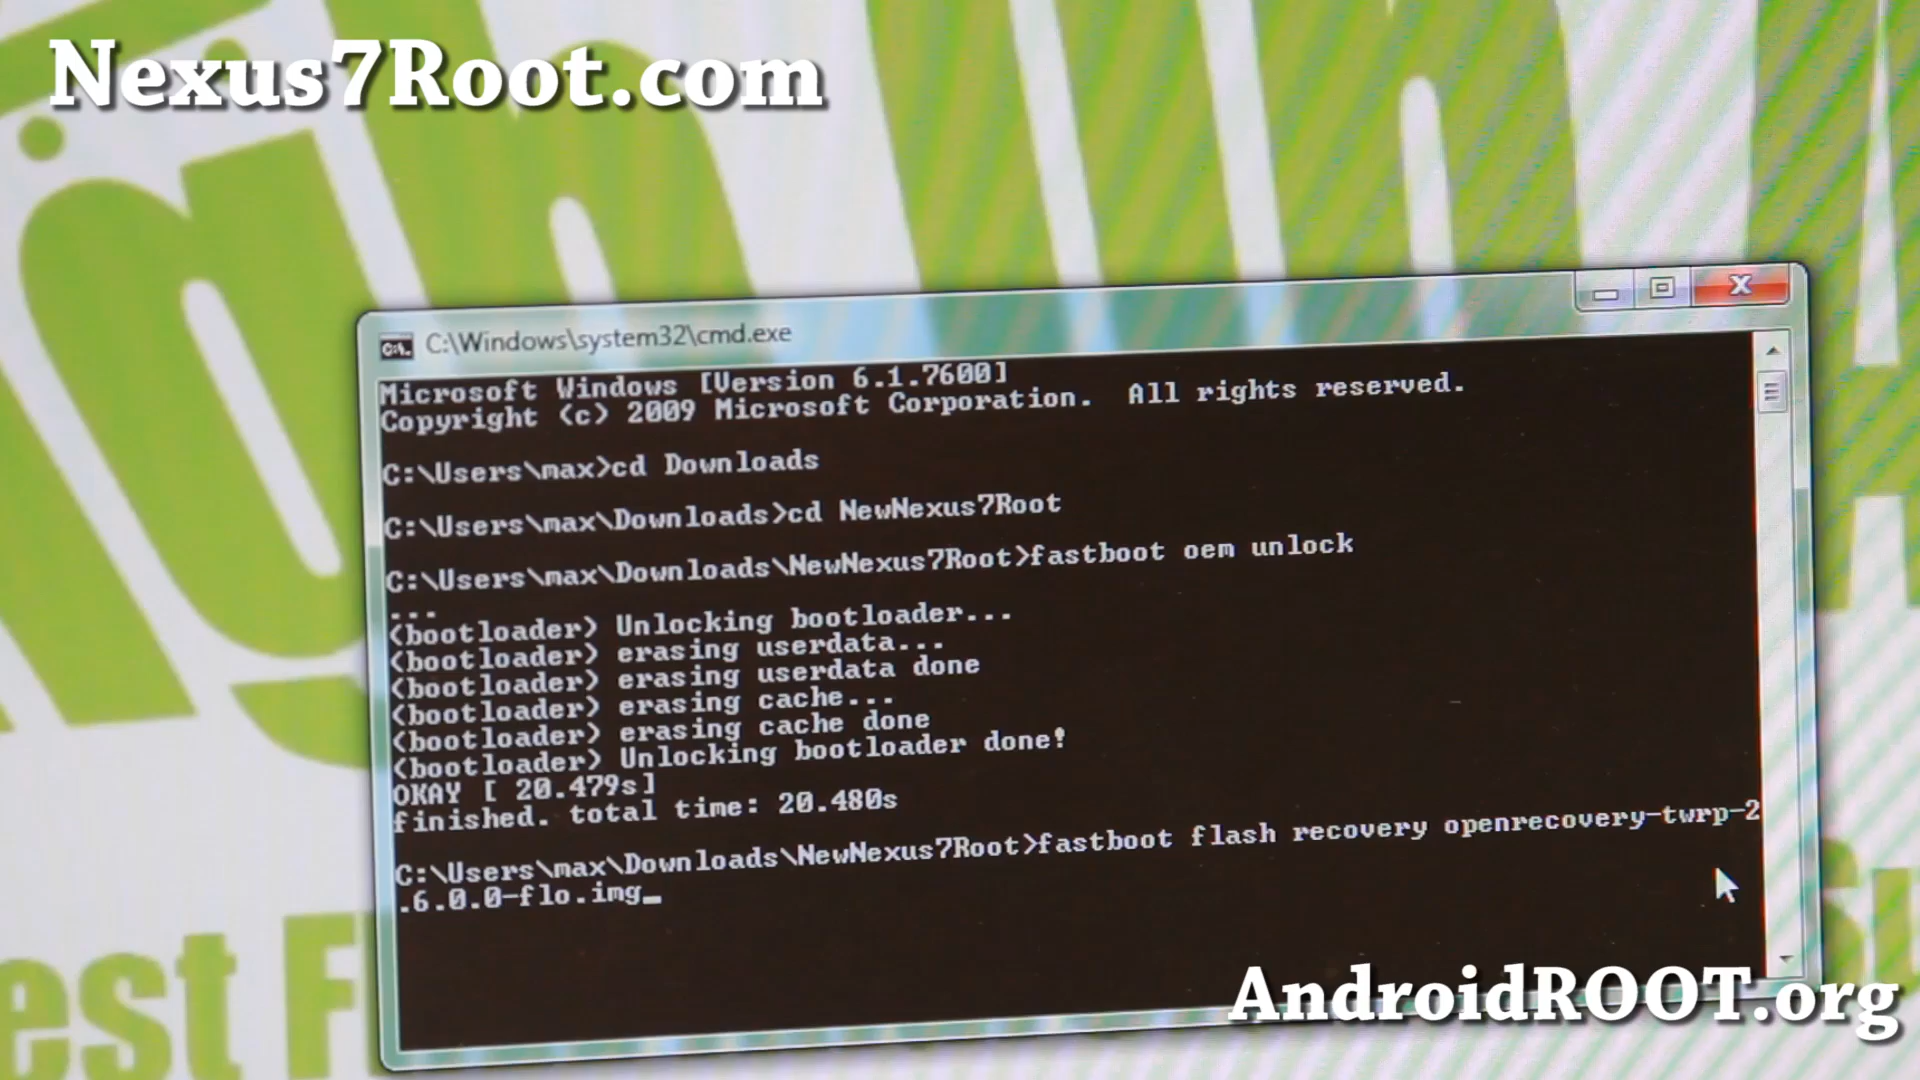 Nexus7Root.com
C:\Windows\system32\cmd.exe
Microsoft Windows [Version 6.1.7600]
Copyright (c) 2009 Microsoft Corporation.  All rights reserved.
C:\Users\max>cd Downloads
C:\Users\max\Downloads>cd NewNexus7Root
C:\Users\max\Downloads\NewNexus7Root>fastboot oem unlock
...
(bootloader) Unlocking bootloader...
(bootloader) erasing userdata...
(bootloader) erasing userdata done
(bootloader) erasing cache...
(bootloader) erasing cache done
(bootloader) Unlocking bootloader done!
OKAY [ 20.479s]
finished. total time: 20.480s
C:\Users\max\Downloads\NewNexus7Root>fastboot flash recovery openrecovery-twrp-2
.6.0.0-flo.img_
est F
AndroidROOT.org